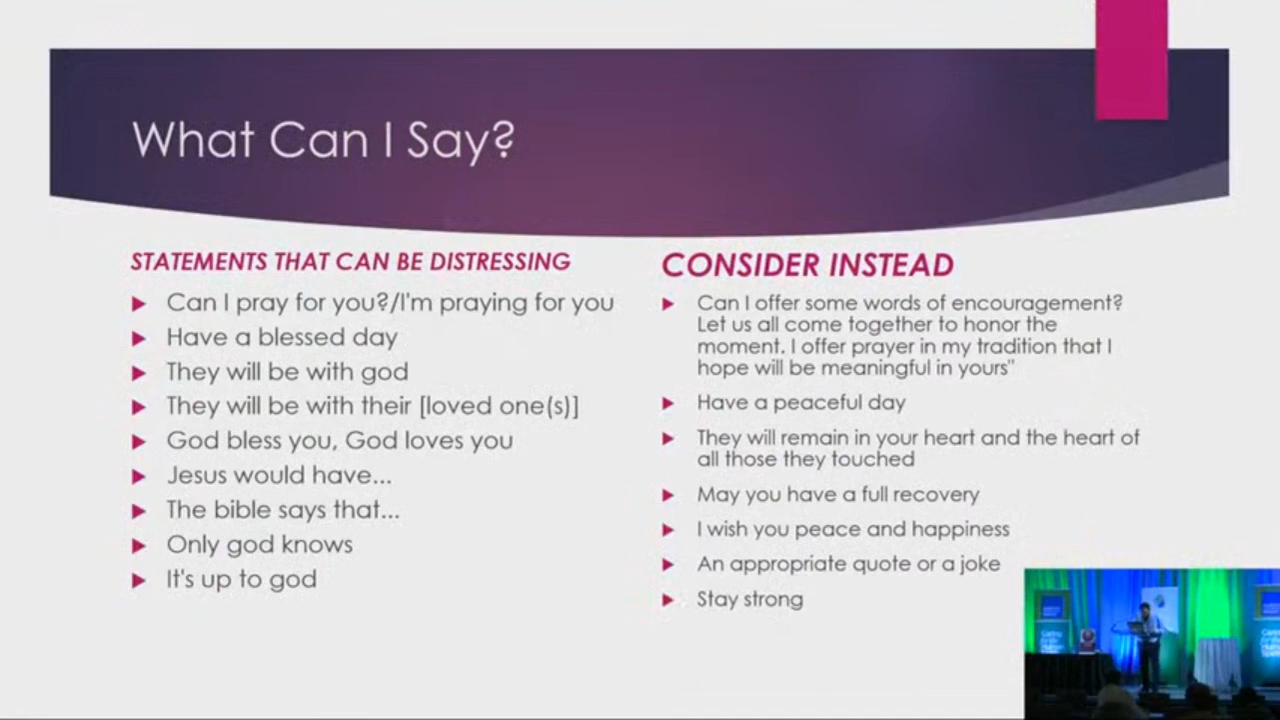 What Can I Say?
STATEMENTS THAT CAN BE DISTRESSING
Can I pray for you?/I'm praying for you
Have a blessed day
They will be with god
They will be with their [loved one(s)]
God bless you, God loves you
Jesus would have...
The bible says that...
Only god knows
It's up to god
CONSIDER INSTEAD
Can I offer some words of encouragement?
Let us all come together to honor the
moment. I offer prayer in my tradition that I
hope will be meaningful in yours"
Have a peaceful day
They will remain in your heart and the heart of
all those they touched
May you have a full recovery
I wish you peace and happiness
An appropriate quote or a joke
Stay strong
Caring
Human